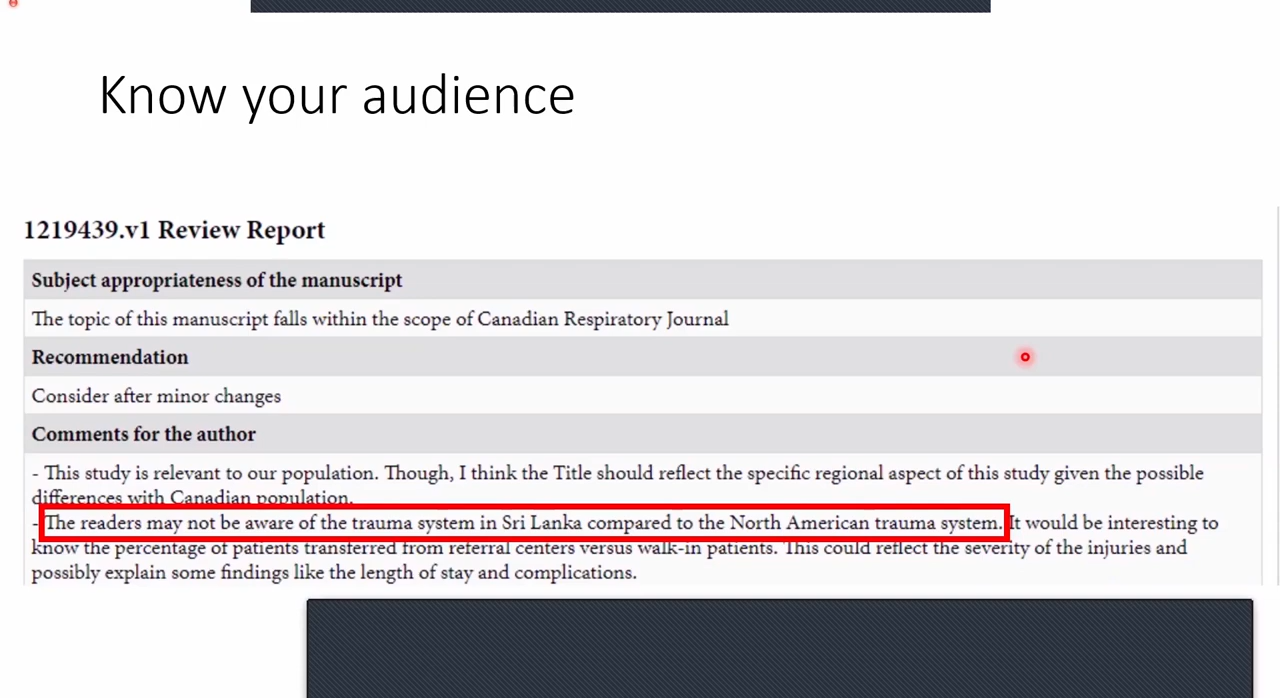 Know your audience
1219439.v1 Review Report
Subject appropriateness of the manuscript
The topic of this manuscript falls within the scope of Canadian Respiratory Journal
Recommendation
Consider after minor changes
Comments for the author
- This study is relevant to our population. Though, I think the Title should reflect the specific regional aspect of this study given the possible
differences with Canadian population.
- The readers may not be aware of the trauma system in Sri Lanka compared to the North American trauma system. It would be interesting to
know the percentage of patients transferred from referral centers versus walk-in patients. This could reflect the severity of the injuries and
possibly explain some findings like the length of stay and complications.